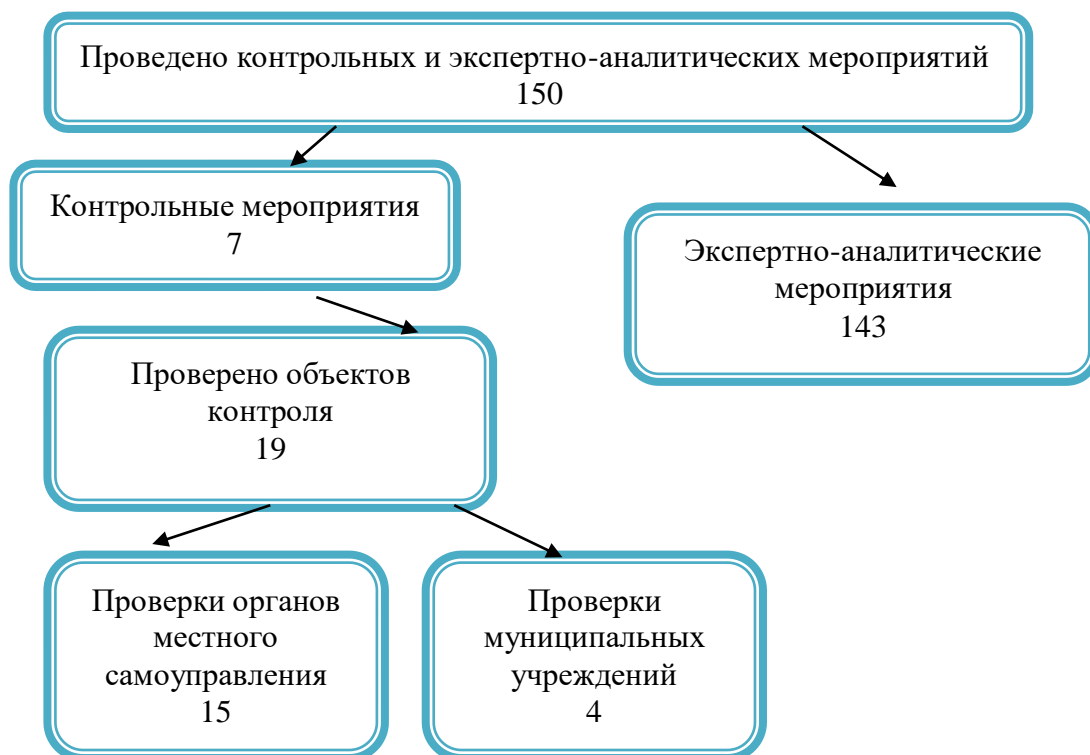 Проведено контрольных и экспертно-аналитических мероприятий
150
Контрольные мероприятия
7
Экспертно-аналитические
мероприятия
143
Проверено объектов
контроля
19
Проверки органов
местного
самоуправления
15
Проверки
муниципальных
учреждений
4